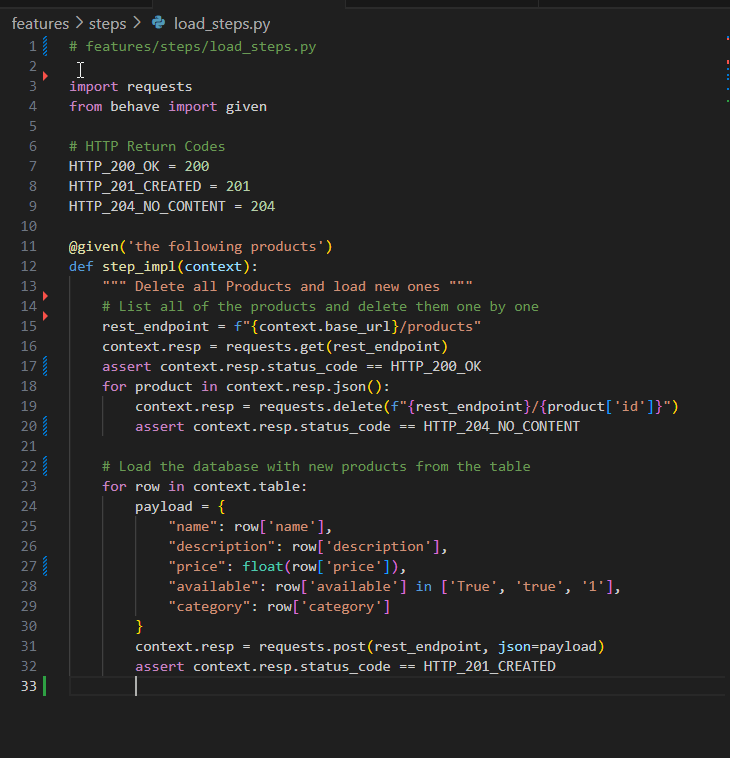 features > steps > load_steps.py
1 # features/steps/load_steps.py
2
3 import requests
4 from behave import given
5
6 # HTTP Return Codes
7 HTTP_200_OK = 200
8 HTTP_201_CREATED = 201
9 HTTP_204_NO_CONTENT = 204
10
11 @given('the following products')
12 def step_impl(context):
13     """ Delete all Products and load new ones """
14     # List all of the products and delete them one by one
15     rest_endpoint = f"{context.base_url}/products"
16     context.resp = requests.get(rest_endpoint)
17     assert context.resp.status_code == HTTP_200_OK
18     for product in context.resp.json():
19         context.resp = requests.delete(f"{rest_endpoint}/{product['id']}")
20         assert context.resp.status_code == HTTP_204_NO_CONTENT
21
22     # Load the database with new products from the table
23     for row in context.table:
24         payload = {
25             "name": row['name'],
26             "description": row['description'],
27             "price": float(row['price']),
28             "available": row['available'] in ['True', 'true', '1'],
29             "category": row['category']
30         }
31         context.resp = requests.post(rest_endpoint, json=payload)
32         assert context.resp.status_code == HTTP_201_CREATED
33